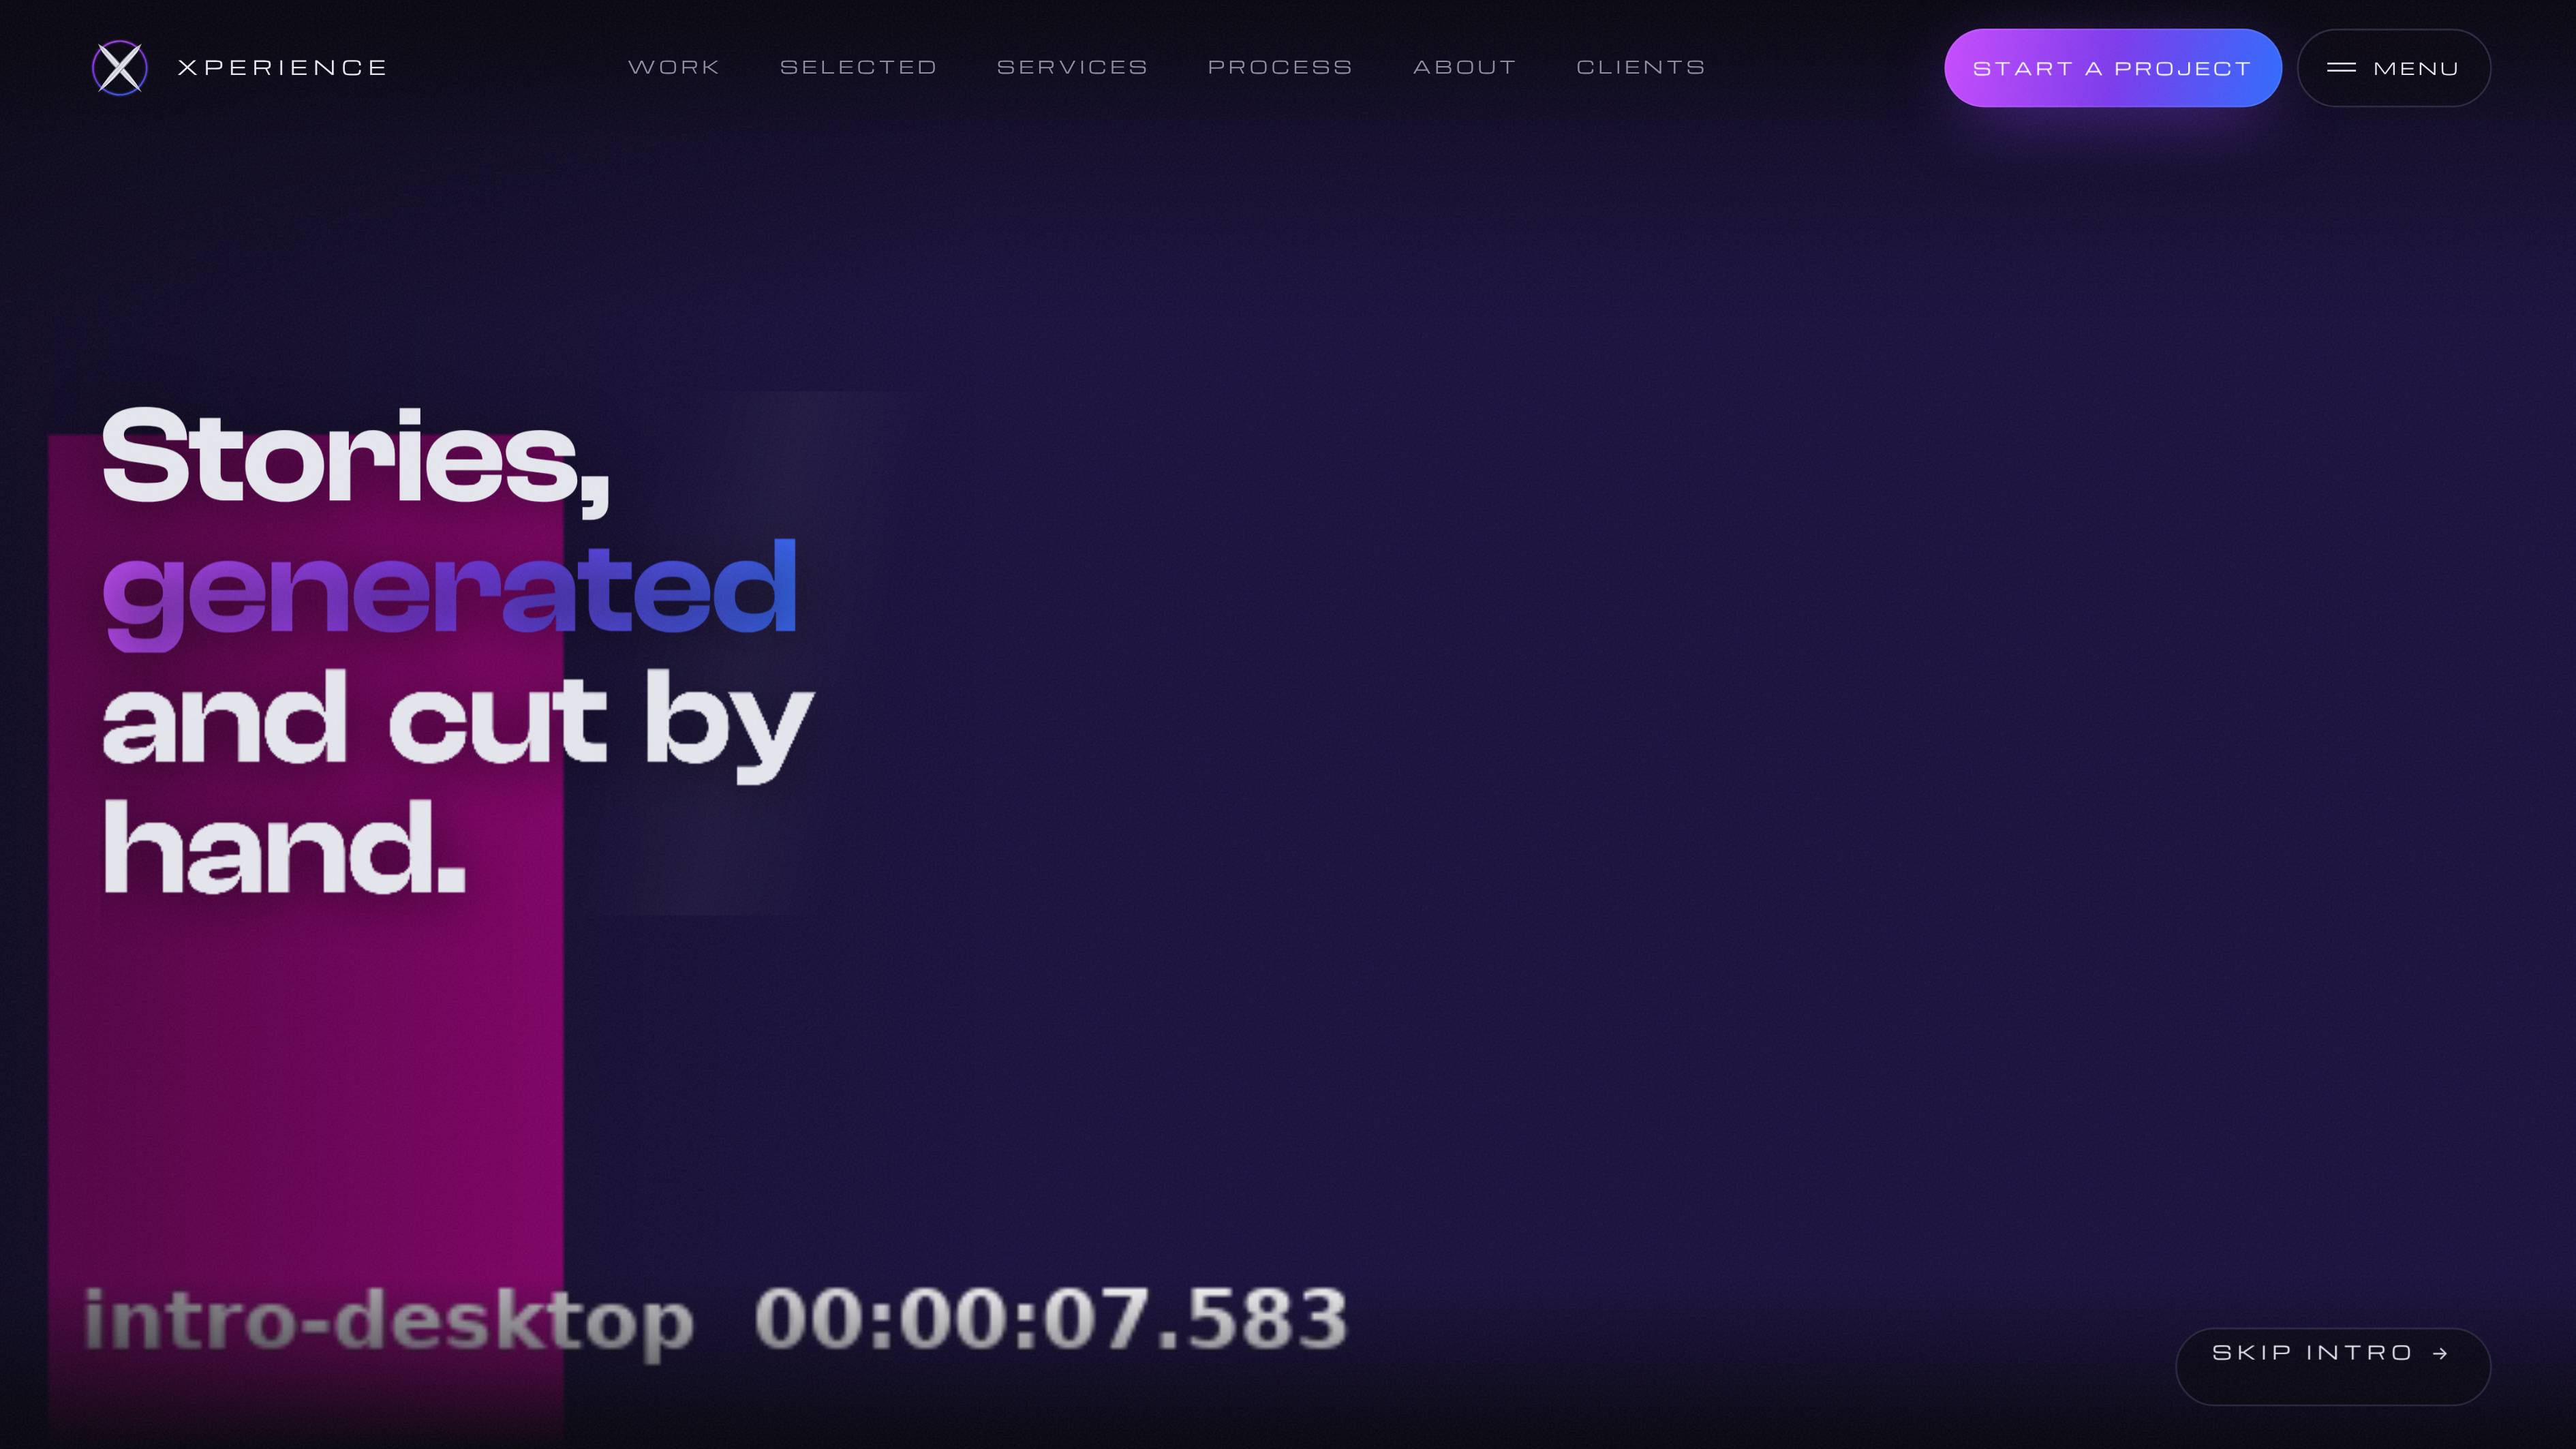 XPERIENCE
WORK SELECTED SERVICES PROCESS ABOUT CLIENTS
START A PROJECT
MENU
Stories,
generated
and cut by
hand.
intro-desktop 00:00:07.583
SKIP INTRO →